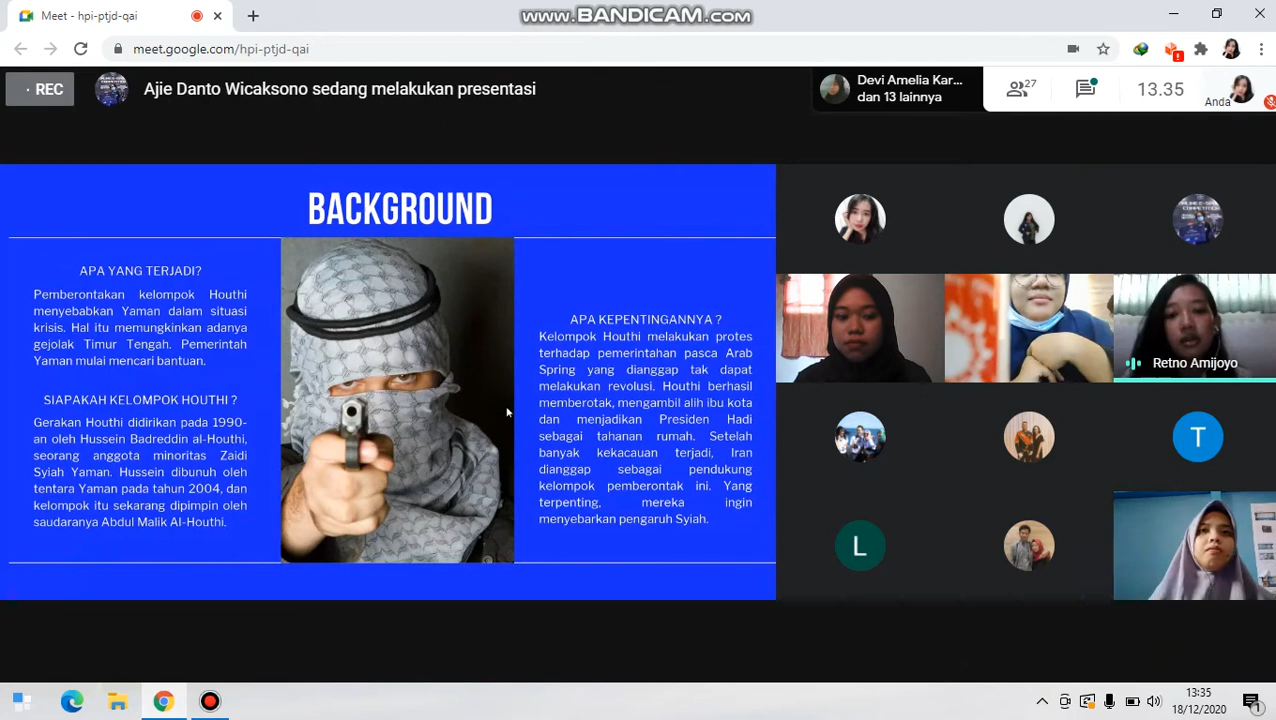 Meet - hpi-ptjd-qai
www.BANDICAM.com
meet.google.com/hpi-ptjd-qai
· REC
Ajie Danto Wicaksono sedang melakukan presentasi
Devi Amelia Kar...
dan 13 lainnya
27
13.35
Anda
BACKGROUND
APA YANG TERJADI?
Pemberontakan kelompok Houthi
menyebabkan Yaman dalam situasi
krisis. Hal itu memungkinkan adanya
gejolak Timur Tengah. Pemerintah
Yaman mulai mencari bantuan.
SIAPAKAH KELOMPOK HOUTHI ?
Gerakan Houthi didirikan pada 1990-
an oleh Hussein Badreddin al-Houthi,
seorang anggota minoritas Zaidi
Syiah Yaman. Hussein dibunuh oleh
tentara Yaman pada tahun 2004, dan
kelompok itu sekarang dipimpin oleh
saudaranya Abdul Malik Al-Houthi.
APA KEPENTINGANNYA ?
Kelompok Houthi melakukan protes
terhadap pemerintahan pasca Arab
Spring yang dianggap tak dapat
melakukan revolusi. Houthi berhasil
memberotak, mengambil alih ibu kota
dan menjadikan Presiden Hadi
sebagai tahanan rumah. Setelah
banyak kekacauan terjadi, Iran
dianggap sebagai pendukung
kelompok pemberontak ini. Yang
terpenting, mereka ingin
menyebarkan pengaruh Syiah.
Retno Amijoyo
T
L
13:35
18/12/2020
1